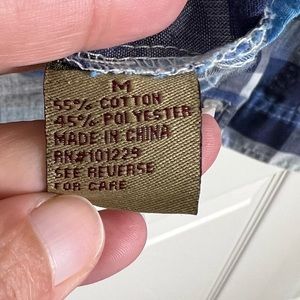 M
55% COTTON
45% POLYESTER
MADE IN CHINA
RN#101229
SEE REVERSE
FOR CARE